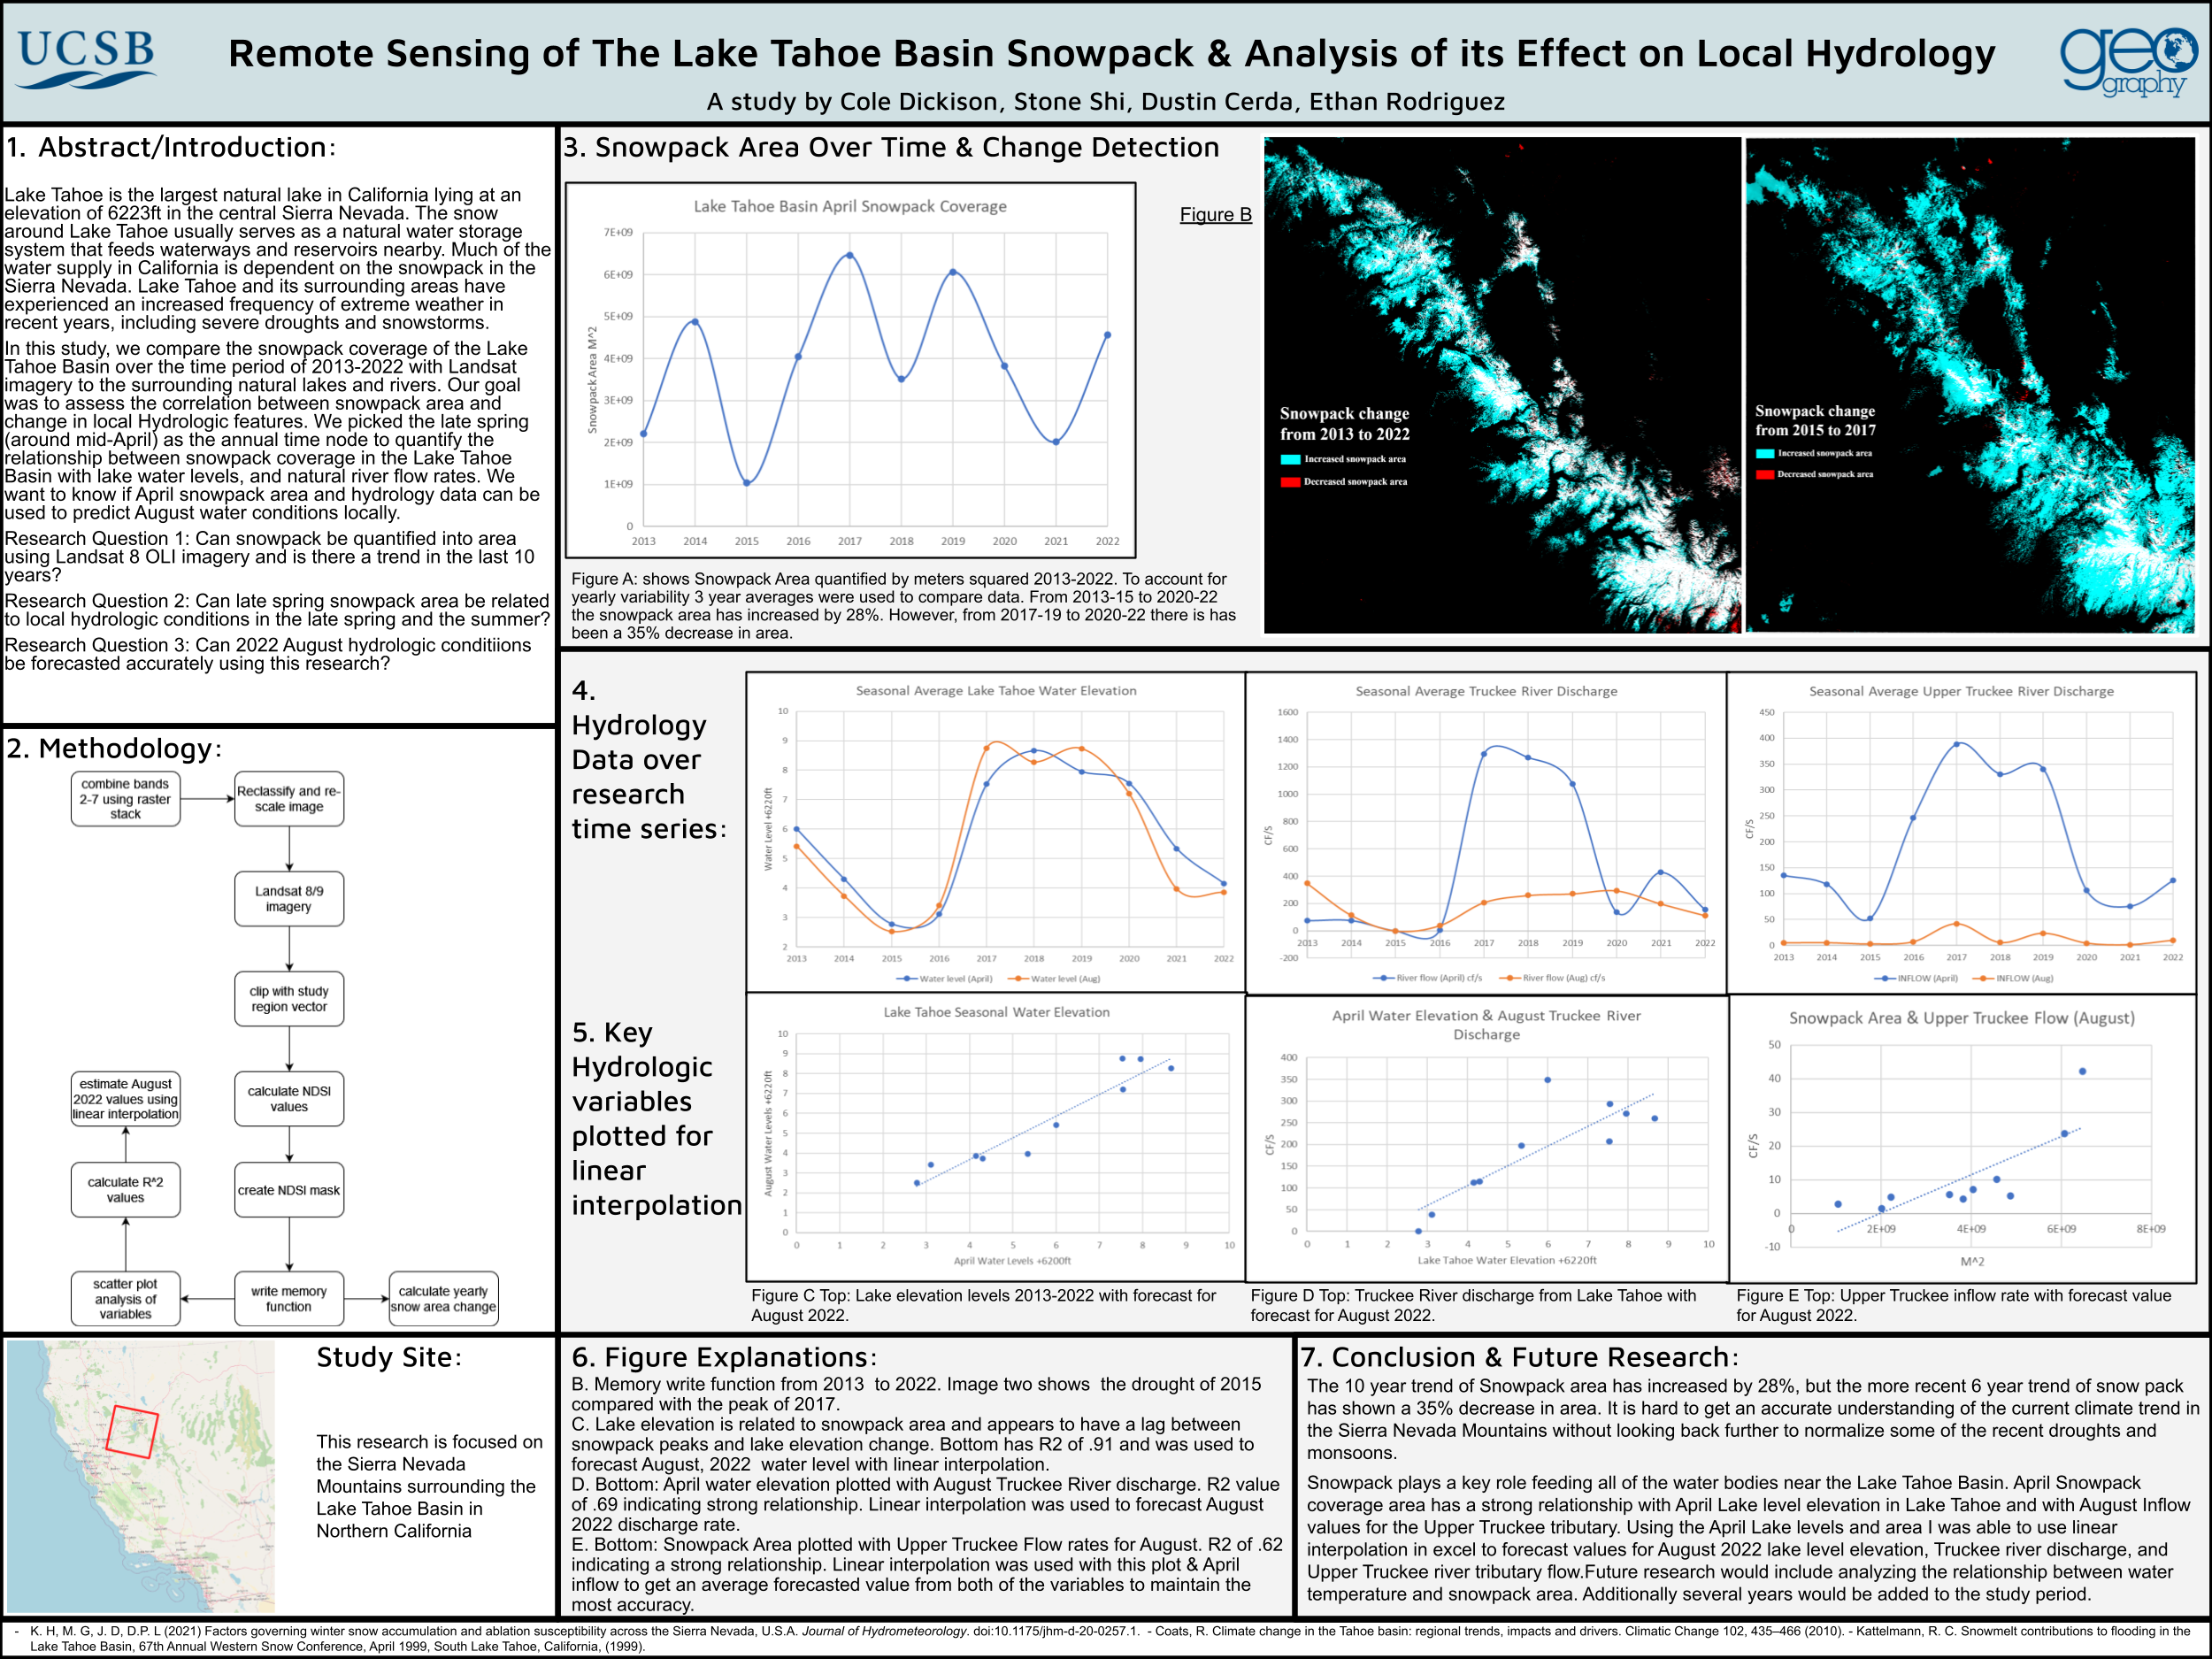 UCSB
Remote Sensing of The Lake Tahoe Basin Snowpack & Analysis of its Effect on Local Hydrology
A study by Cole Dickison, Stone Shi, Dustin Cerda, Ethan Rodriguez
geo
graphy
1. Abstract/Introduction:
Lake Tahoe is the largest natural lake in California lying at an
elevation of 6223ft in the central Sierra Nevada. The snow
around Lake Tahoe usually serves as a natural water storage
system that feeds waterways and reservoirs nearby. Much of the
water supply in California is dependent on the snowpack in the
Sierra Nevada. Lake Tahoe and its surrounding areas have
experienced an increased frequency of extreme weather in
recent years, including severe droughts and snowstorms.
In this study, we compare the snowpack coverage of the Lake
Tahoe Basin over the time period of 2013-2022 with Landsat
imagery to the surrounding natural lakes and rivers. Our goal
was to assess the correlation between snowpack area and
change in local Hydrologic features. We picked the late spring
(around mid-April) as the annual time node to quantify the
relationship between snowpack coverage in the Lake Tahoe
Basin with lake water levels, and natural river flow rates. We
want to know if April snowpack area and hydrology data can be
used to predict August water conditions locally.
Research Question 1: Can snowpack be quantified into area
using Landsat 8 OLI imagery and is there a trend in the last 10
years?
Research Question 2: Can late spring snowpack area be related
to local hydrologic conditions in the late spring and the summer?
Research Question 3: Can 2022 August hydrologic conditiions
be forecasted accurately using this research?
2. Methodology:
combine bands
2-7 using raster
stack
Reclassify and re-
scale image
Landsat 8/9
imagery
clip with study
region vector
calculate NDSI
values
create NDSI mask
write memory
function
calculate yearly
snow area change
scatter plot
analysis of
variables
calculate R^2
values
estimate August
2022 values using
linear interpolation
Study Site:
This research is focused on
the Sierra Nevada
Mountains surrounding the
Lake Tahoe Basin in
Northern California
3. Snowpack Area Over Time & Change Detection
Lake Tahoe Basin April Snowpack Coverage
Snowpack Area M^2
7E+09
6E+09
5E+09
4E+09
3E+09
2E+09
1E+09
0
2013 2014 2015 2016 2017 2018 2019 2020 2021 2022
Figure A: shows Snowpack Area quantified by meters squared 2013-2022. To account for
yearly variability 3 year averages were used to compare data. From 2013-15 to 2020-22
the snowpack area has increased by 28%. However, from 2017-19 to 2020-22 there is has
been a 35% decrease in area.
Figure B
Snowpack change
from 2013 to 2022
Increased snowpack area
Decreased snowpack area
Snowpack change
from 2015 to 2017
Increased snowpack area
Decreased snowpack area
4.
Hydrology
Data over
research
time series:
Seasonal Average Lake Tahoe Water Elevation
Water Level +6220ft
10
9
8
7
6
5
4
3
2
2013 2014 2015 2016 2017 2018 2019 2020 2021 2022
Water level (April) Water level (Aug)
Seasonal Average Truckee River Discharge
CF/S
1600
1400
1200
1000
800
600
400
200
0
-200
2013 2014 2015 2016 2017 2018 2019 2020 2021 2022
River flow (April) cf/s River flow (Aug) cf/s
Seasonal Average Upper Truckee River Discharge
CF/S
450
400
350
300
250
200
150
100
50
0
2013 2014 2015 2016 2017 2018 2019 2020 2021 2022
INFLOW (April) INFLOW (Aug)
5. Key
Hydrologic
variables
plotted for
linear
interpolation
Lake Tahoe Seasonal Water Elevation
August Water Levels +6220ft
10
9
8
7
6
5
4
3
2
1
0
0 1 2 3 4 5 6 7 8 9 10
April Water Levels +6200ft
April Water Elevation & August Truckee River
Discharge
CF/S
400
350
300
250
200
150
100
50
0
0 1 2 3 4 5 6 7 8 9 10
Lake Tahoe Water Elevation +6220ft
Snowpack Area & Upper Truckee Flow (August)
CF/S
50
40
30
20
10
0
-10
0 2E+09 4E+09 6E+09 8E+09
M^2
Figure C Top: Lake elevation levels 2013-2022 with forecast for
August 2022.
Figure D Top: Truckee River discharge from Lake Tahoe with
forecast for August 2022.
Figure E Top: Upper Truckee inflow rate with forecast value
for August 2022.
6. Figure Explanations:
B. Memory write function from 2013 to 2022. Image two shows the drought of 2015
compared with the peak of 2017.
C. Lake elevation is related to snowpack area and appears to have a lag between
snowpack peaks and lake elevation change. Bottom has R2 of .91 and was used to
forecast August, 2022 water level with linear interpolation.
D. Bottom: April water elevation plotted with August Truckee River discharge. R2 value
of .69 indicating strong relationship. Linear interpolation was used to forecast August
2022 discharge rate.
E. Bottom: Snowpack Area plotted with Upper Truckee Flow rates for August. R2 of .62
indicating a strong relationship. Linear interpolation was used with this plot & April
inflow to get an average forecasted value from both of the variables to maintain the
most accuracy.
7. Conclusion & Future Research:
The 10 year trend of Snowpack area has increased by 28%, but the more recent 6 year trend of snow pack
has shown a 35% decrease in area. It is hard to get an accurate understanding of the current climate trend in
the Sierra Nevada Mountains without looking back further to normalize some of the recent droughts and
monsoons.
Snowpack plays a key role feeding all of the water bodies near the Lake Tahoe Basin. April Snowpack
coverage area has a strong relationship with April Lake level elevation in Lake Tahoe and with August Inflow
values for the Upper Truckee tributary. Using the April Lake levels and area I was able to use linear
interpolation in excel to forecast values for August 2022 lake level elevation, Truckee river discharge, and
Upper Truckee river tributary flow.Future research would include analyzing the relationship between water
temperature and snowpack area. Additionally several years would be added to the study period.
- K. H, M. G, J. D, D.P. L (2021) Factors governing winter snow accumulation and ablation susceptibility across the Sierra Nevada, U.S.A. Journal of Hydrometeorology. doi:10.1175/jhm-d-20-0257.1. - Coats, R. Climate change in the Tahoe basin: regional trends, impacts and drivers. Climatic Change 102, 435–466 (2010). - Kattelmann, R. C. Snowmelt contributions to flooding in the
Lake Tahoe Basin, 67th Annual Western Snow Conference, April 1999, South Lake Tahoe, California, (1999).